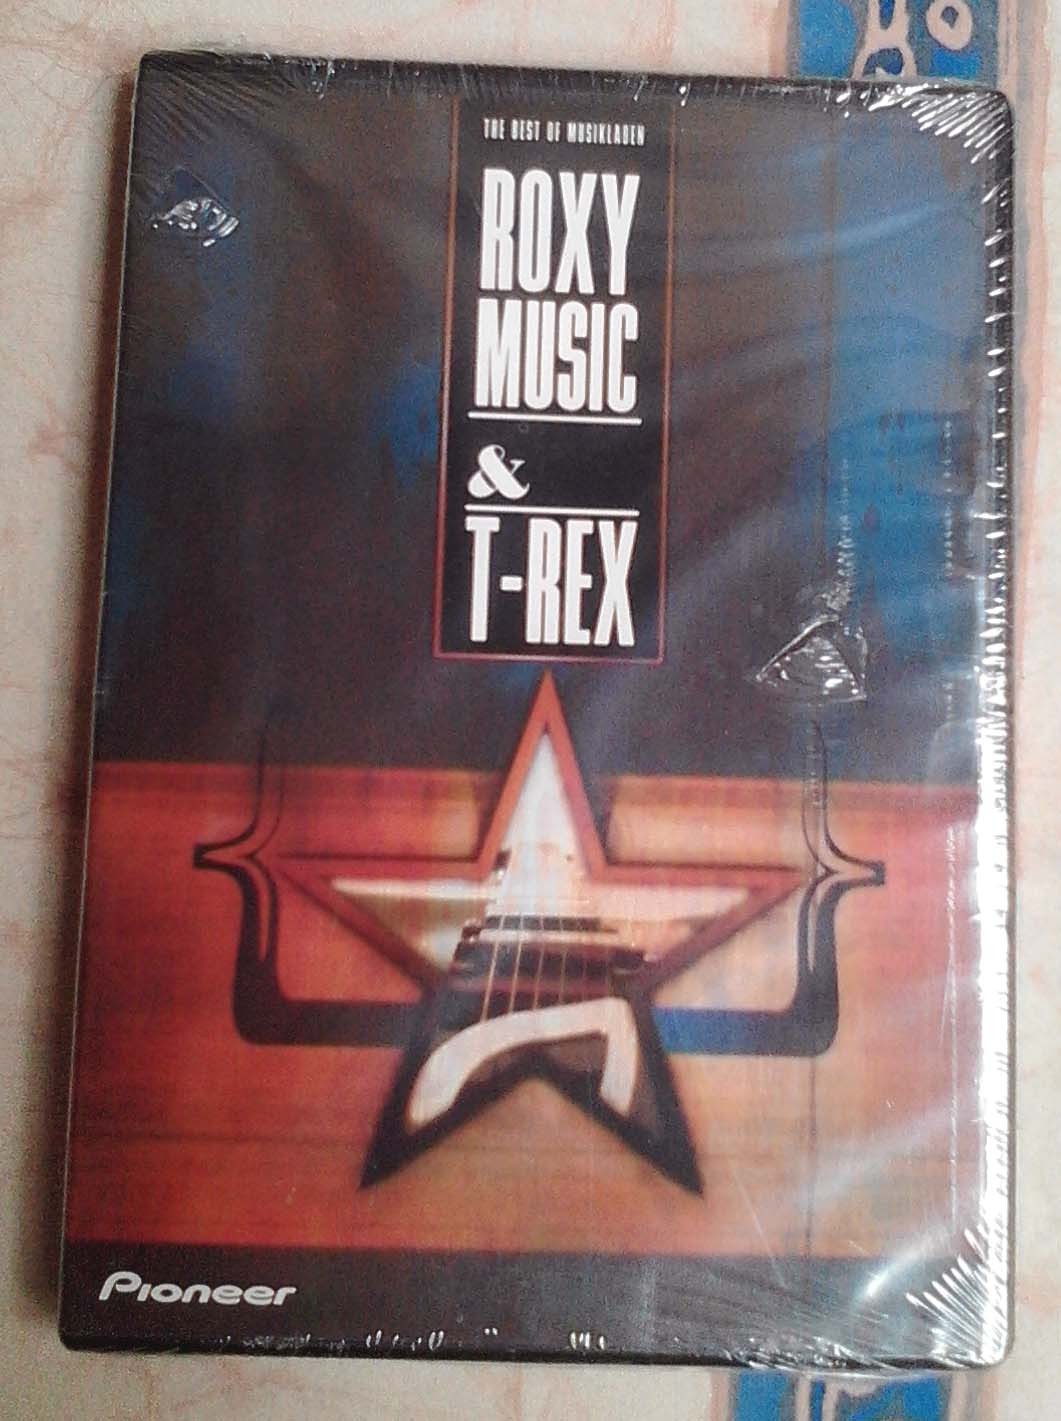 THE BEST OF MUSIKLADEN
ROXY
MUSIC
&
T-REX
Pioneer